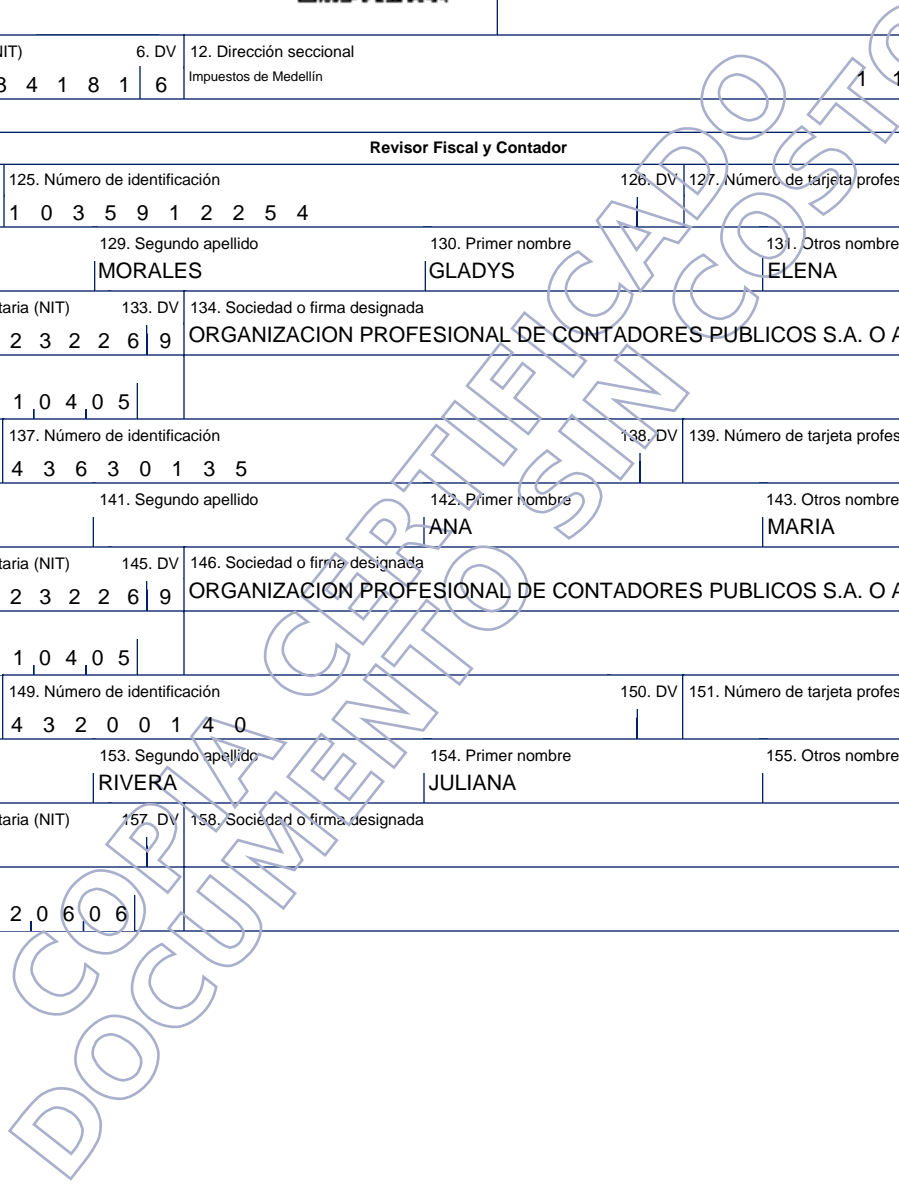 IT) 6. DV 12. Dirección seccional
4 1 8 1 6 Impuestos de Medellín 1
Revisor Fiscal y Contador
125. Número de identificación 126. DV 127. Número de tarjeta profes
1 0 3 5 9 1 2 2 5 4
129. Segundo apellido 130. Primer nombre 131. Otros nombre
MORALES GLADYS ELENA
taria (NIT) 133. DV 134. Sociedad o firma designada
2 3 2 2 6 9 ORGANIZACION PROFESIONAL DE CONTADORES PUBLICOS S.A. O A
1 0 4 0 5
137. Número de identificación 138. DV 139. Número de tarjeta profes
4 3 6 3 0 1 3 5
141. Segundo apellido 142. Primer nombre 143. Otros nombre
ANA MARIA
taria (NIT) 145. DV 146. Sociedad o firma designada
2 3 2 2 6 9 ORGANIZACION PROFESIONAL DE CONTADORES PUBLICOS S.A. O A
1 0 4 0 5
149. Número de identificación 150. DV 151. Número de tarjeta profes
4 3 2 0 0 1 4 0
153. Segundo apellido 154. Primer nombre 155. Otros nombre
RIVERA JULIANA
taria (NIT) 157. DV 158. Sociedad o firma designada
2 0 6 0 6
COPIA CERTIFICADO
DOCUMENTO SIN COSTO